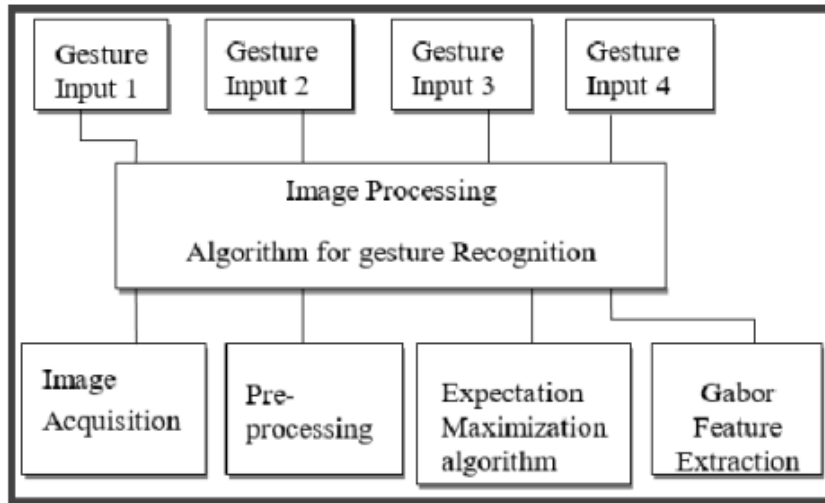 Gesture
Input 1
Gesture
Input 2
Gesture
Input 3
Gesture
Input 4
Image Processing
Algorithm for gesture Recognition
Image
Acquisition
Pre-
processing
Expectation
Maximization
algorithm
Gabor
Feature
Extraction